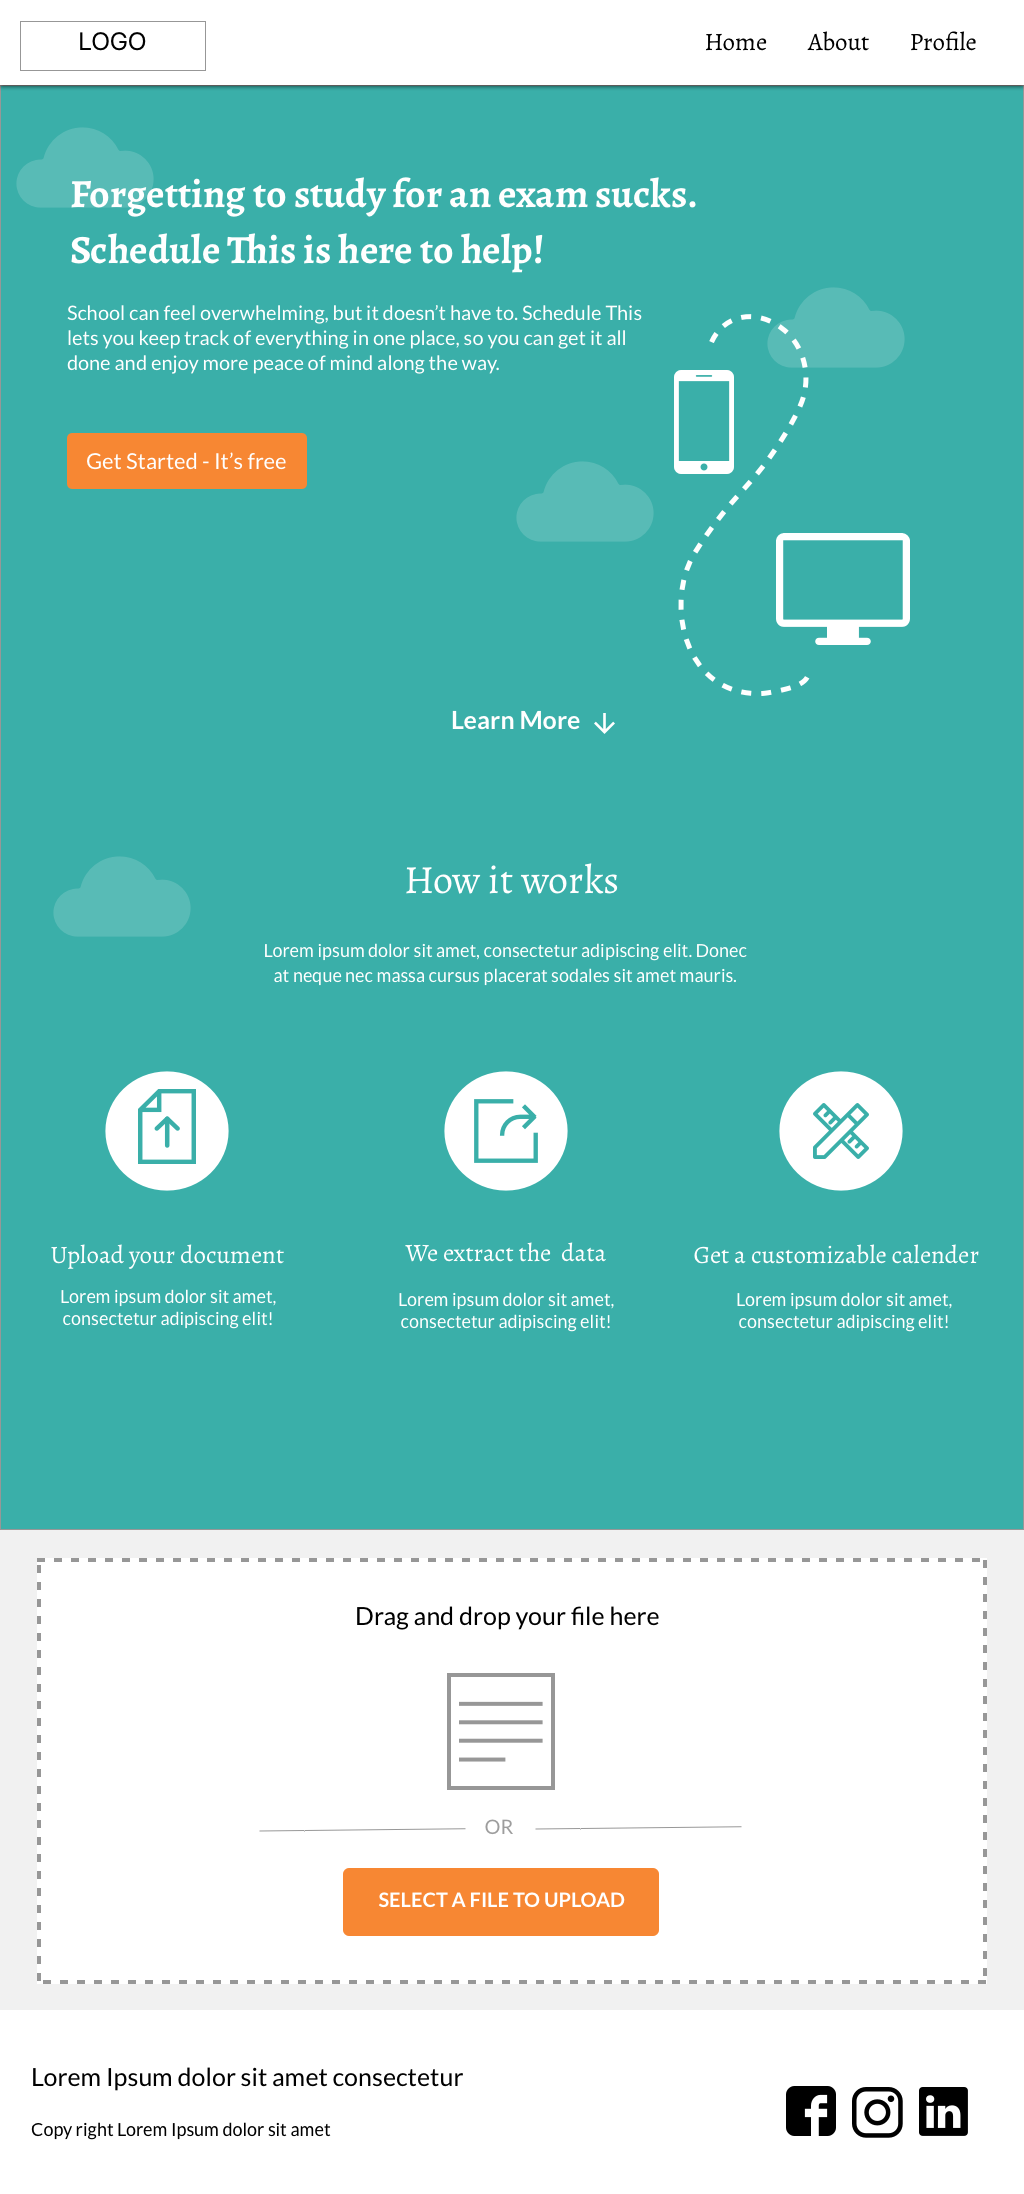 LOGO
Home About Profile
Forgetting to study for an exam sucks.
Schedule This is here to help!
School can feel overwhelming, but it doesn’t have to. Schedule This
lets you keep track of everything in one place, so you can get it all
done and enjoy more peace of mind along the way.
Get Started - It’s free
Learn More
How it works
Lorem ipsum dolor sit amet, consectetur adipiscing elit. Donec
at neque nec massa cursus placerat sodales sit amet mauris.
Upload your document
Lorem ipsum dolor sit amet,
consectetur adipiscing elit!
We extract the data
Lorem ipsum dolor sit amet,
consectetur adipiscing elit!
Get a customizable calender
Lorem ipsum dolor sit amet,
consectetur adipiscing elit!
Drag and drop your file here
OR
SELECT A FILE TO UPLOAD
Lorem Ipsum dolor sit amet consectetur
Copy right Lorem Ipsum dolor sit amet